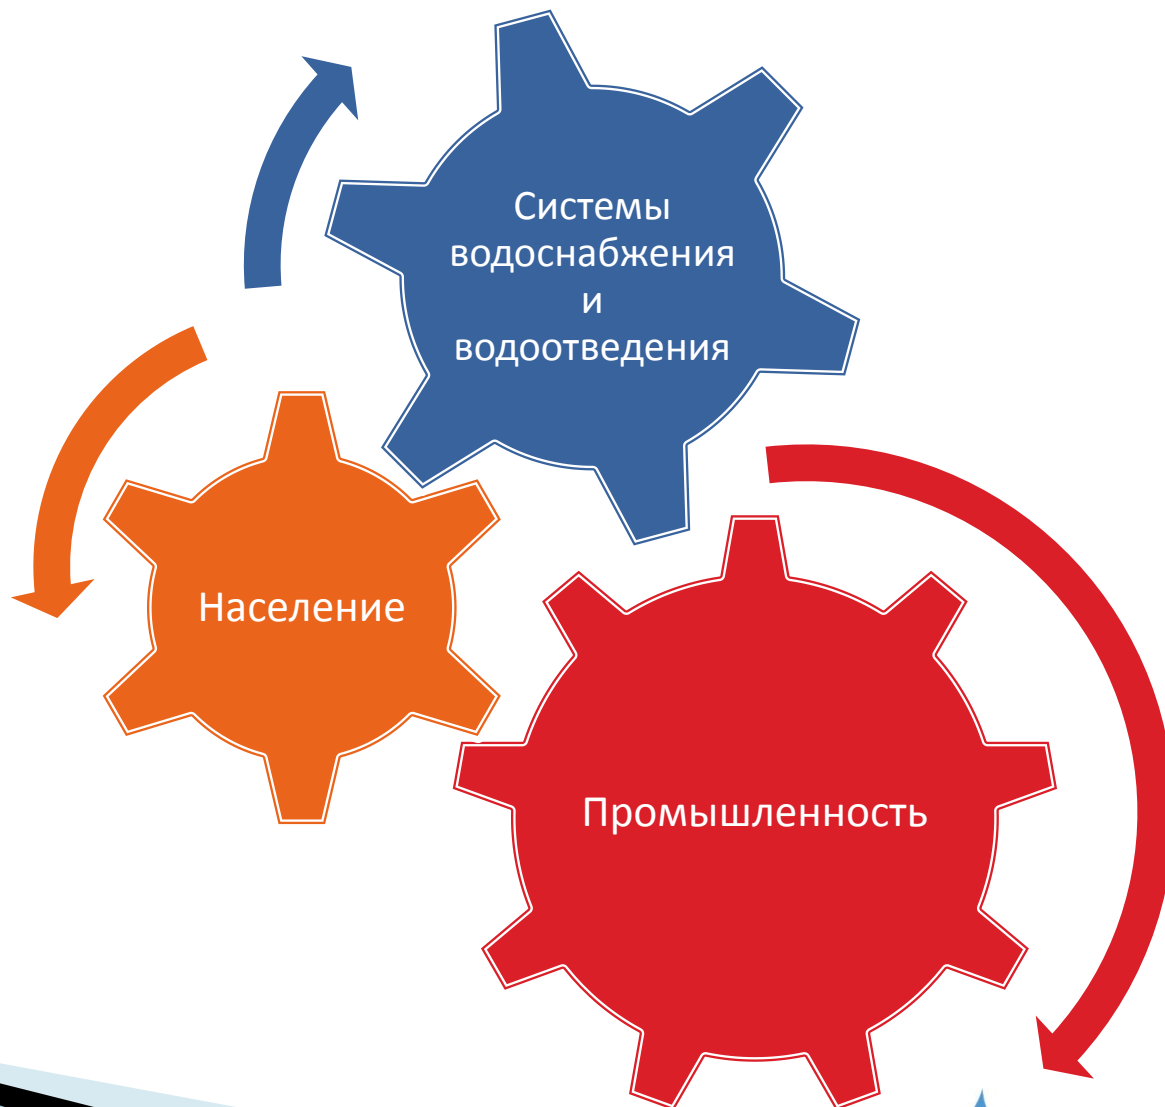 Системы
водоснабжения
и
водоотведения
Население
Промышленность